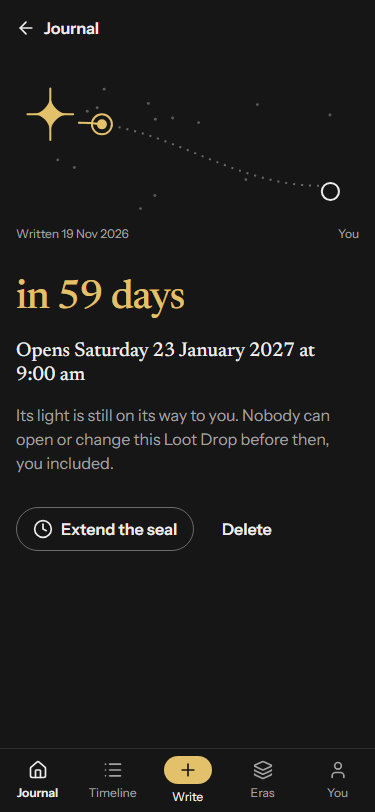 Journal
Written 19 Nov 2026
You
in 59 days
Opens Saturday 23 January 2027 at
9:00 am
Its light is still on its way to you. Nobody can
open or change this Loot Drop before then,
you included.
Extend the seal
Delete
Journal
Timeline
Write
Eras
You